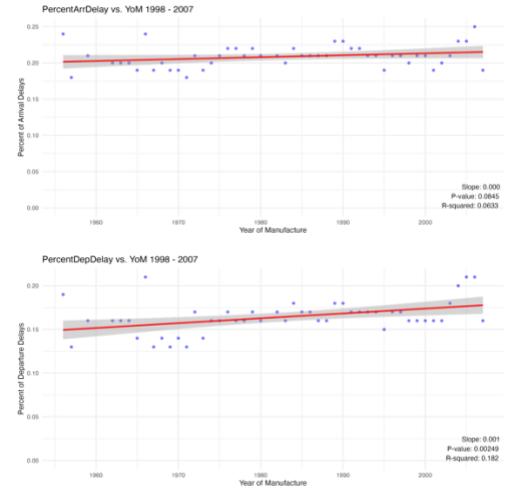 PercentArrDelay vs. YoM 1998 - 2007
0.25
0.20
0.15
0.10
0.05
0.00
Percent of Arrival Delays
Slope: 0.000
P-value: 0.0845
R-squared: 0.0633
1960 1970 1980 1990 2000
Year of Manufacture
PercentDepDelay vs. YoM 1998 - 2007
0.20
0.15
0.10
0.05
0.00
Percent of Departure Delays
Slope: 0.001
P-value: 0.00249
R-squared: 0.182
1960 1970 1980 1990 2000
Year of Manufacture